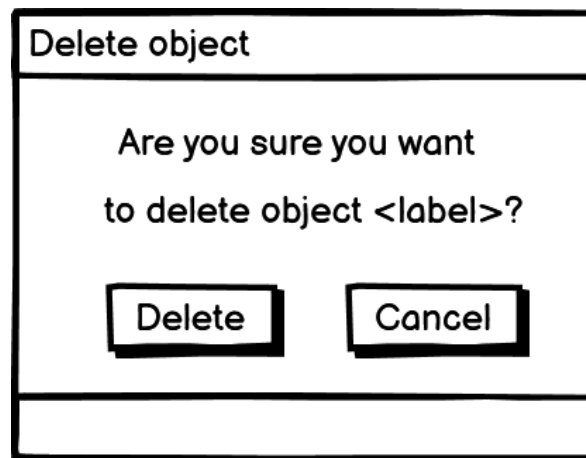 Delete object
Are you sure you want
to delete object <label>?
Delete
Cancel